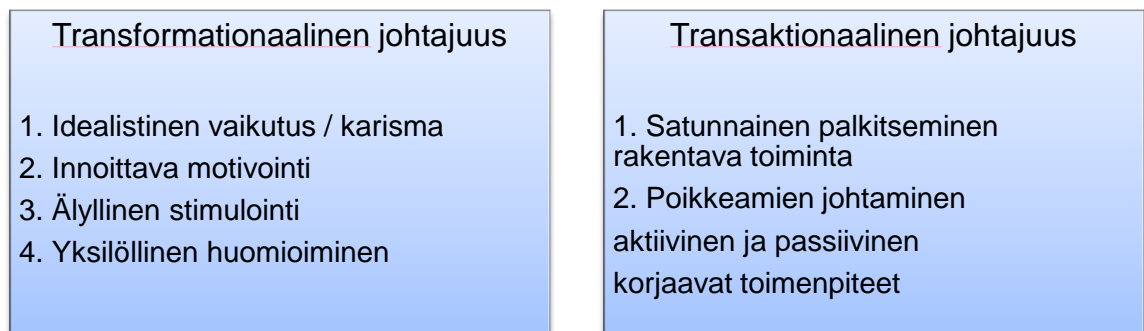 Transformationaalinen johtajuus
1. Idealistinen vaikutus / karisma
2. Innoittava motivointi
3. Älyllinen stimulointi
4. Yksilöllinen huomioiminen
Transaktionaalinen johtajuus
1. Satunnainen palkitseminen
rakentava toiminta
2. Poikkeamien johtaminen
aktiivinen ja passiivinen
korjaavat toimenpiteet